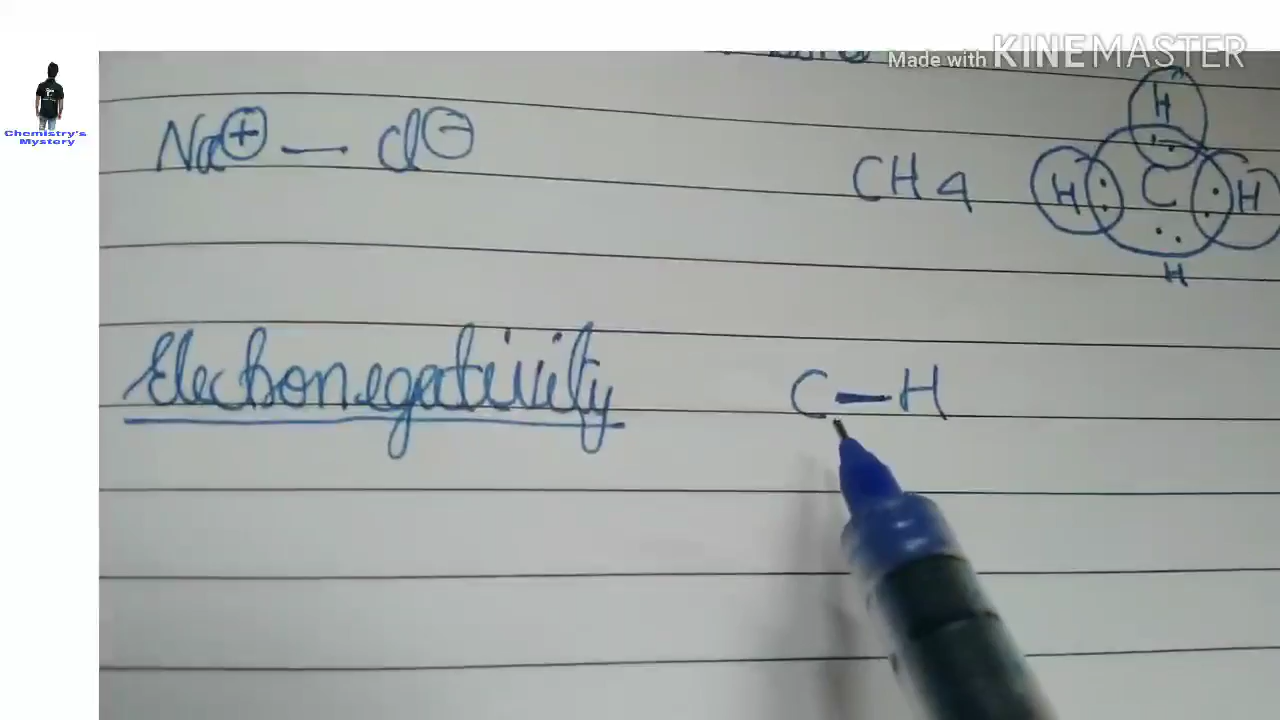 Made with KINEMASTER
Chemistry's
Mystery
Na⊕ — Cl⊖
CH4
H
H : C : H
H
Electronegativity
C — H